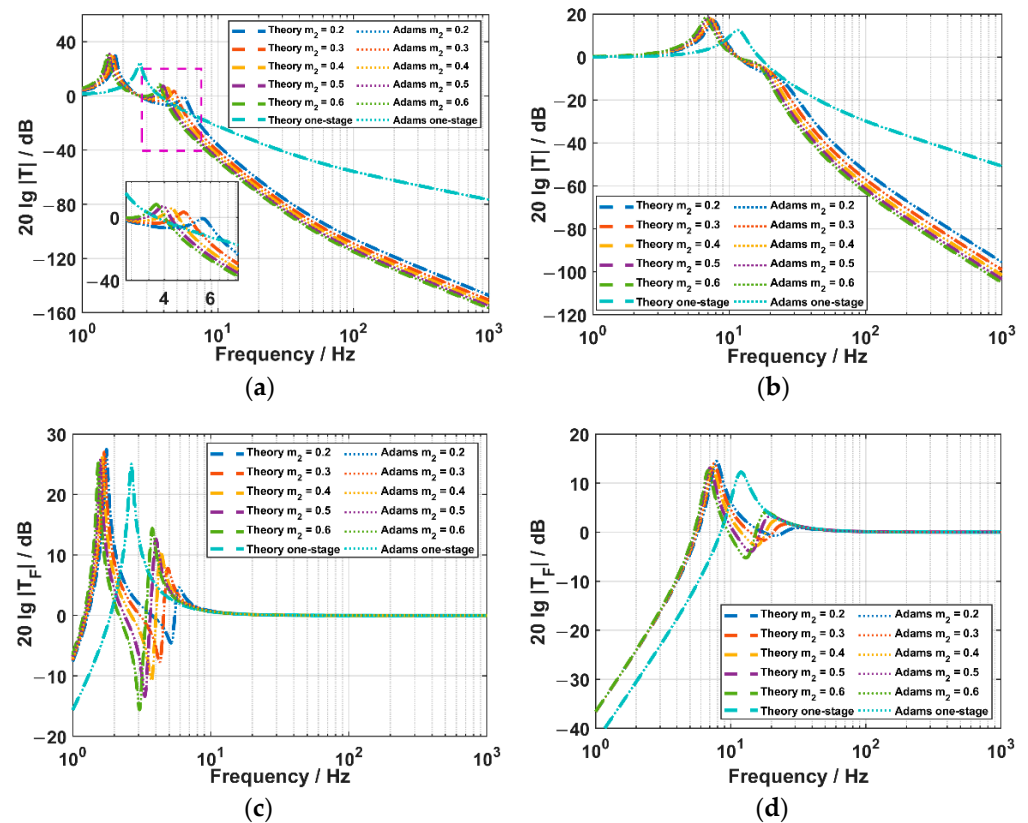 20 lg |T| / dB
40
0
−40
−80
−120
−160
Theory m2 = 0.2 Adams m2 = 0.2
Theory m2 = 0.3 Adams m2 = 0.3
Theory m2 = 0.4 Adams m2 = 0.4
Theory m2 = 0.5 Adams m2 = 0.5
Theory m2 = 0.6 Adams m2 = 0.6
Theory one-stage Adams one-stage
0
−40
4 6
10^0 10^1 10^2 10^3
Frequency / Hz
(a)
20 lg |T| / dB
20
0
−20
−40
−60
−80
−100
−120
Theory m2 = 0.2 Adams m2 = 0.2
Theory m2 = 0.3 Adams m2 = 0.3
Theory m2 = 0.4 Adams m2 = 0.4
Theory m2 = 0.5 Adams m2 = 0.5
Theory m2 = 0.6 Adams m2 = 0.6
Theory one-stage Adams one-stage
10^0 10^1 10^2 10^3
Frequency / Hz
(b)
20 lg |TF| / dB
30
20
10
0
−10
−20
Theory m2 = 0.2 Adams m2 = 0.2
Theory m2 = 0.3 Adams m2 = 0.3
Theory m2 = 0.4 Adams m2 = 0.4
Theory m2 = 0.5 Adams m2 = 0.5
Theory m2 = 0.6 Adams m2 = 0.6
Theory one-stage Adams one-stage
10^0 10^1 10^2 10^3
Frequency / Hz
(c)
20 lg |TF| / dB
20
10
0
−10
−20
−30
−40
Theory m2 = 0.2 Adams m2 = 0.2
Theory m2 = 0.3 Adams m2 = 0.3
Theory m2 = 0.4 Adams m2 = 0.4
Theory m2 = 0.5 Adams m2 = 0.5
Theory m2 = 0.6 Adams m2 = 0.6
Theory one-stage Adams one-stage
10^0 10^1 10^2 10^3
Frequency / Hz
(d)